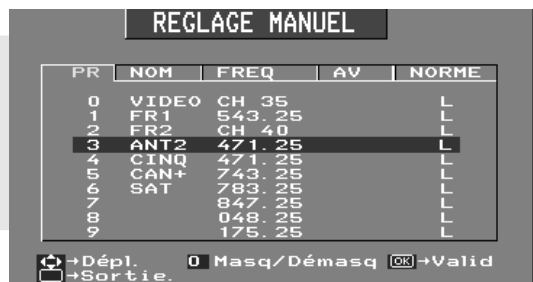 REGLAGE MANUEL
PR NOM FREQ AV NORME
0 VIDEO CH 35 L
1 FR1 543.25 L
2 FR2 CH 40 L
3 ANT2 471.25 L
4 CINQ 471.25 L
5 CAN+ 743.25 L
6 SAT 783.25 L
7 847.25 L
8 048.25 L
9 175.25 L
→Dépl. 0 Masq/Démasq OK →Valid
→Sortie.